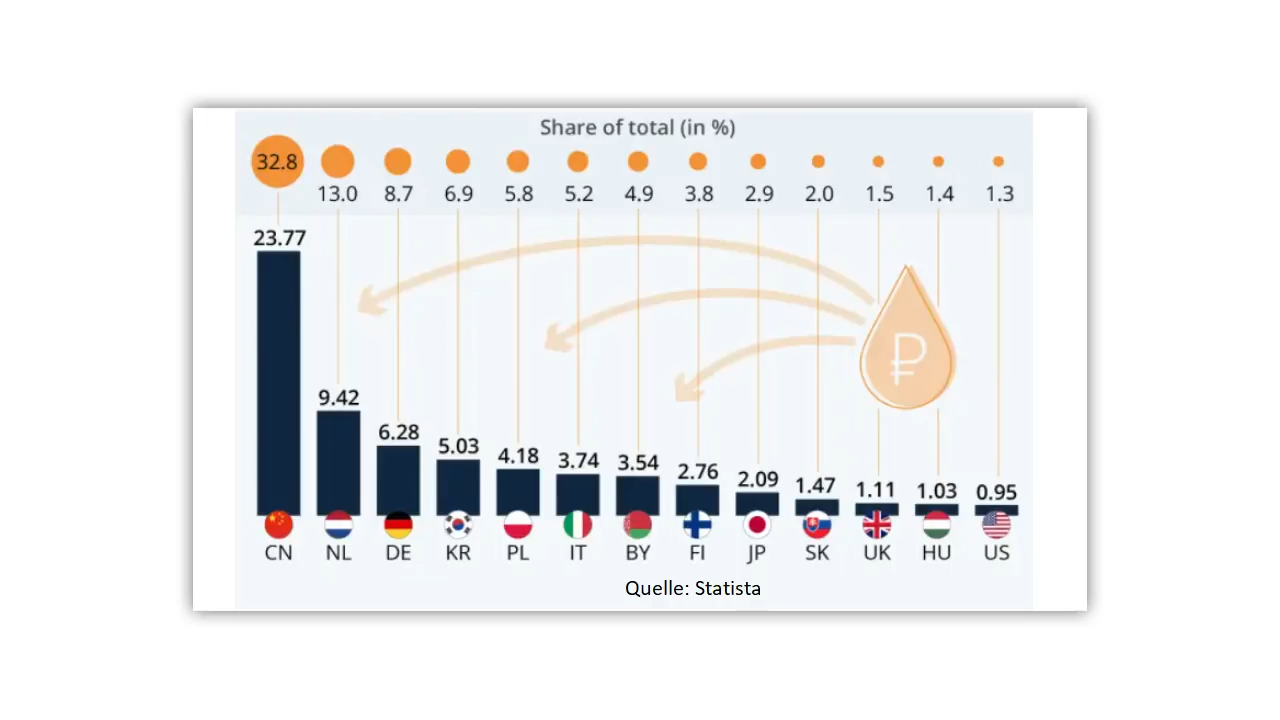 Share of total (in %)
32.8 13.0 8.7 6.9 5.8 5.2 4.9 3.8 2.9 2.0 1.5 1.4 1.3
23.77 9.42 6.28 5.03 4.18 3.74 3.54 2.76 2.09 1.47 1.11 1.03 0.95
₽
CN NL DE KR PL IT BY FI JP SK UK HU US
Quelle: Statista